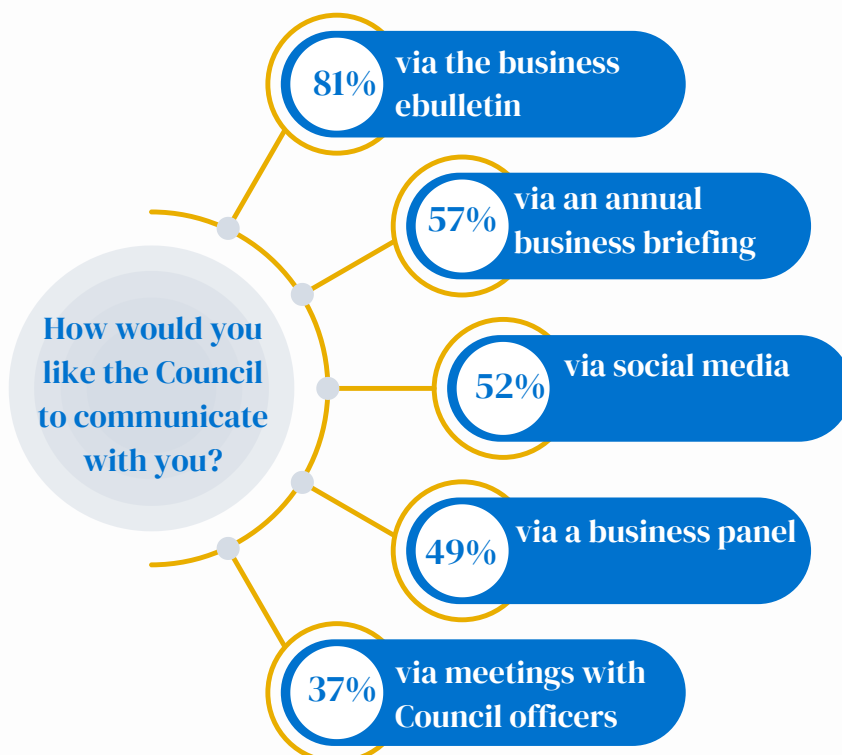 How would you
like the Council
to communicate
with you?
81%
via the business
ebulletin
57%
via an annual
business briefing
52%
via social media
49%
via a business panel
37%
via meetings with
Council officers